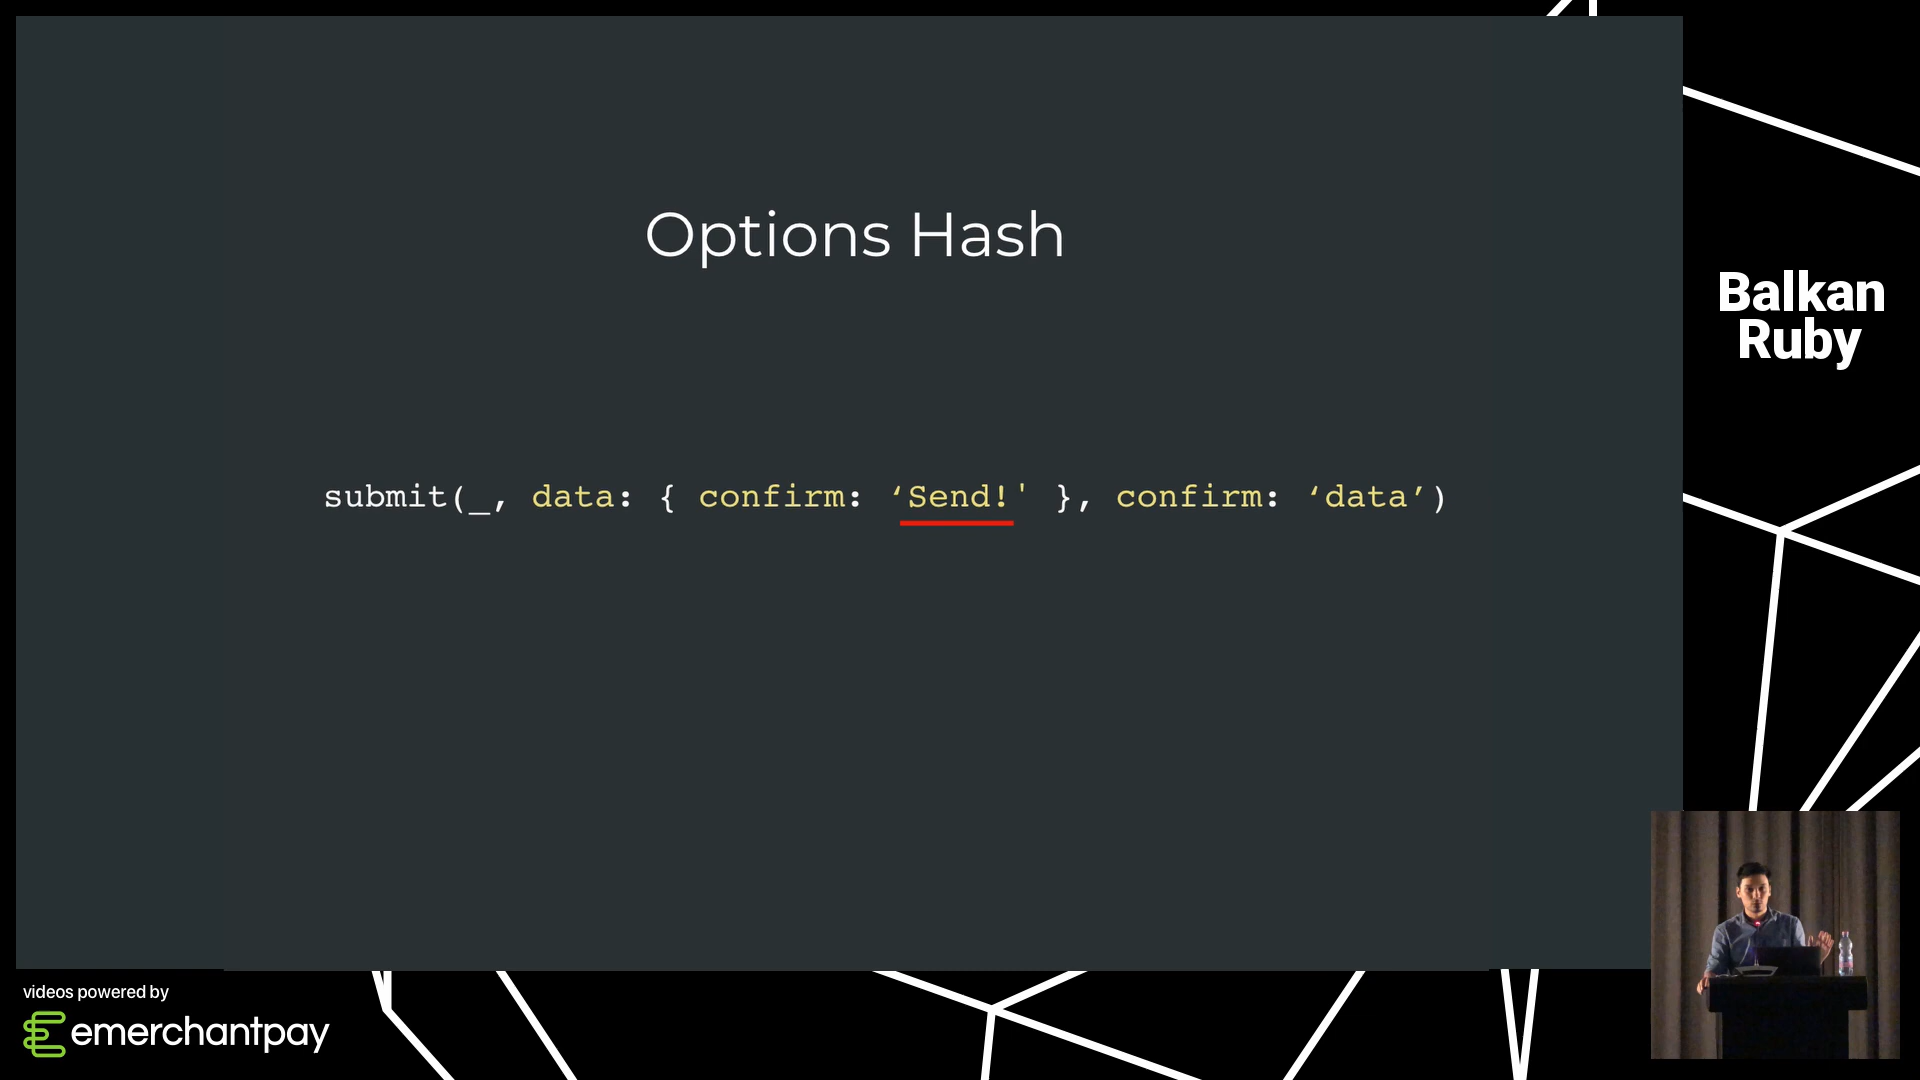 Options Hash
submit(_, data: { confirm: ‘Send!' }, confirm: ‘data’)
Balkan
Ruby
videos powered by
emerchantpay